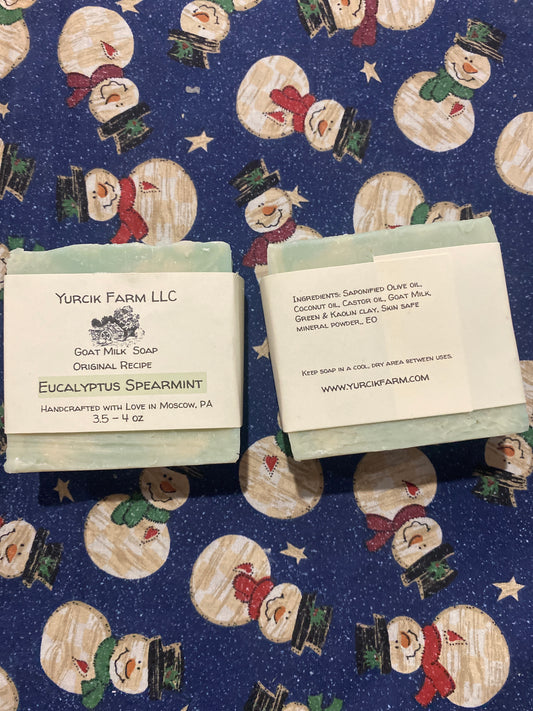 Yurcik Farm LLC
Goat Milk Soap
Original Recipe
Eucalyptus Spearmint
Handcrafted with Love in Moscow, PA
3.5 – 4 oz
Ingredients: Saponified Olive oil,
Coconut oil, Castor oil, Goat Milk,
Green & Kaolin clay, Skin safe
mineral powder., EO
Keep soap in a cool, dry area between uses.
www.yurcikfarm.com